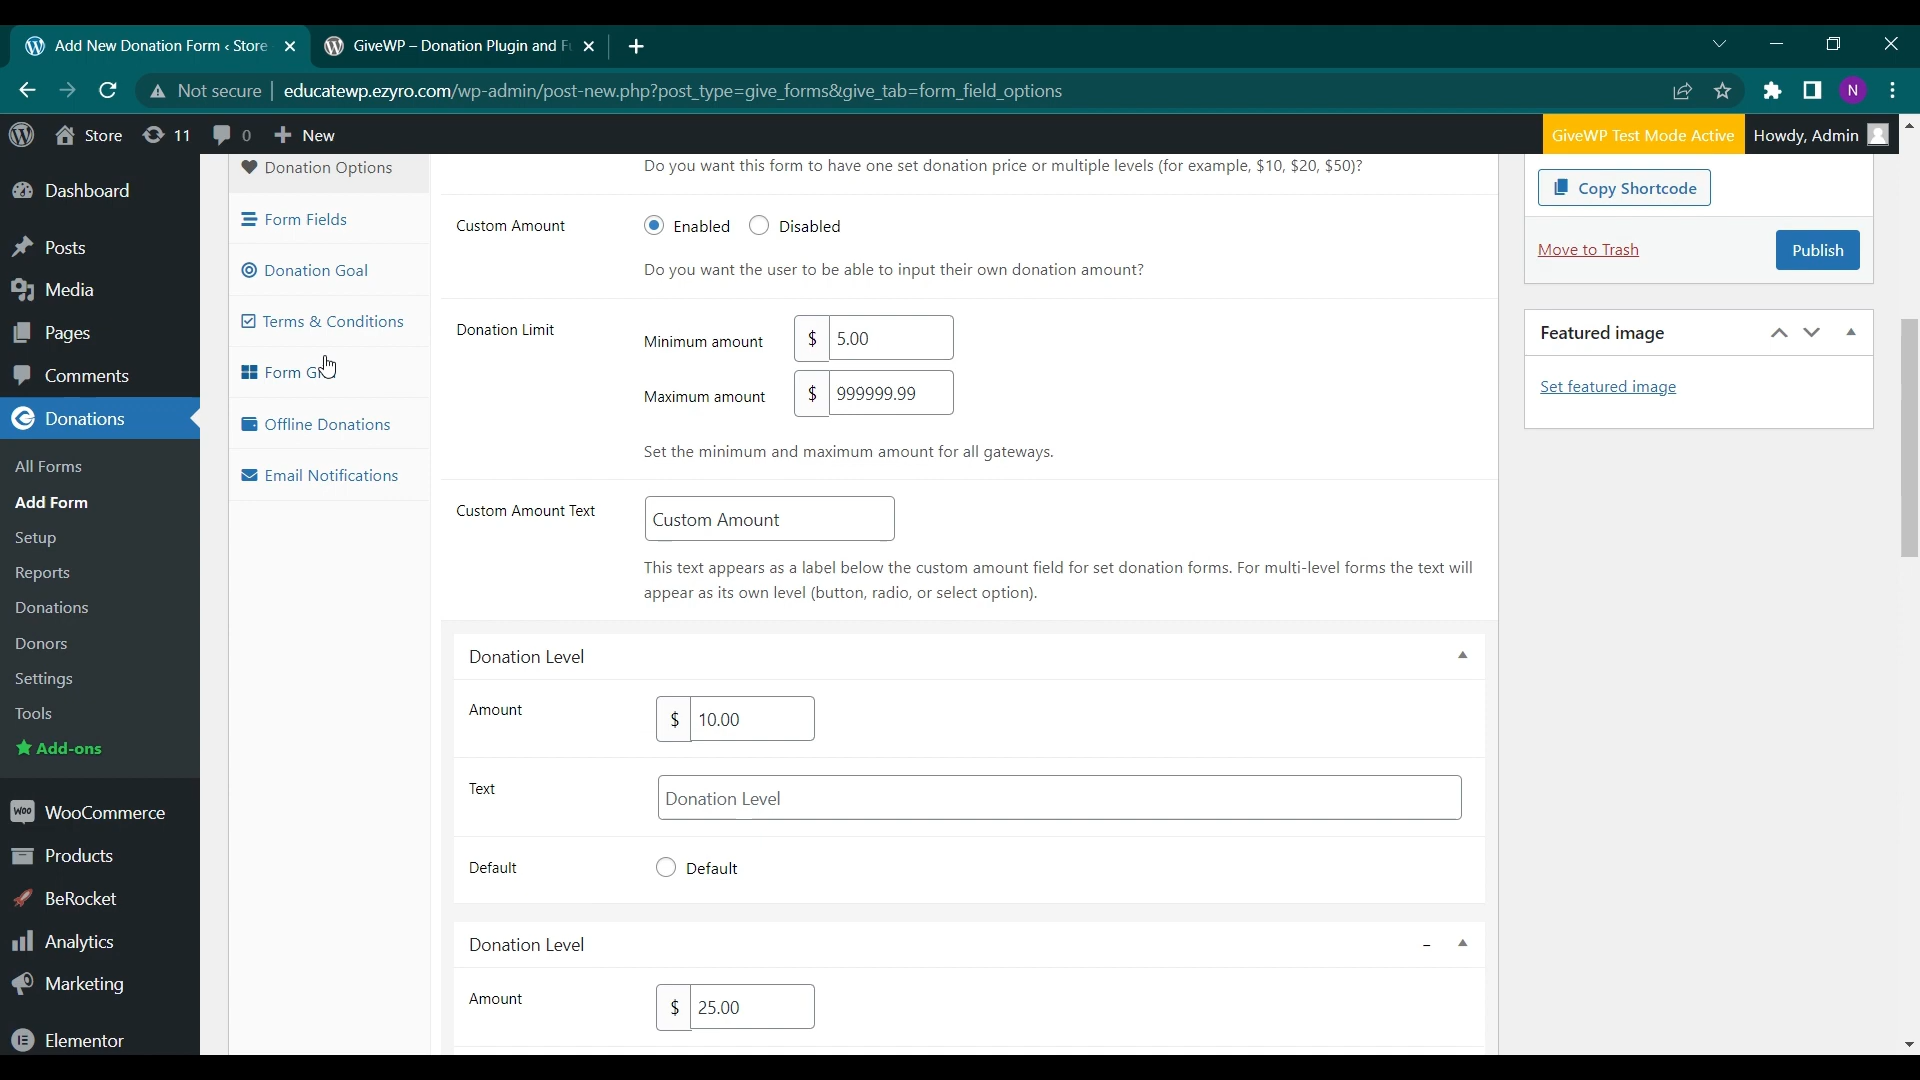 Add New Donation Form ‹ Store
GiveWP – Donation Plugin and F
Not secure
educatewp.ezyro.com/wp-admin/post-new.php?post_type=give_forms&give_tab=form_field_options
N
Store
11
0
New
GiveWP Test Mode Active
Howdy, Admin
Dashboard
Posts
Media
Pages
Comments
Donations
All Forms
Add Form
Setup
Reports
Donations
Donors
Settings
Tools
Add-ons
WooCommerce
Products
BeRocket
Analytics
Marketing
Elementor
Donation Options
Form Fields
Donation Goal
Terms & Conditions
Form G
Offline Donations
Email Notifications
Do you want this form to have one set donation price or multiple levels (for example, $10, $20, $50)?
Custom Amount
Enabled
Disabled
Do you want the user to be able to input their own donation amount?
Donation Limit
Minimum amount
$ 5.00
Maximum amount
$ 999999.99
Set the minimum and maximum amount for all gateways.
Custom Amount Text
Custom Amount
This text appears as a label below the custom amount field for set donation forms. For multi-level forms the text will
appear as its own level (button, radio, or select option).
Donation Level
Amount
$ 10.00
Text
Donation Level
Default
Default
Donation Level
Amount
$ 25.00
Copy Shortcode
Move to Trash
Publish
Featured image
Set featured image